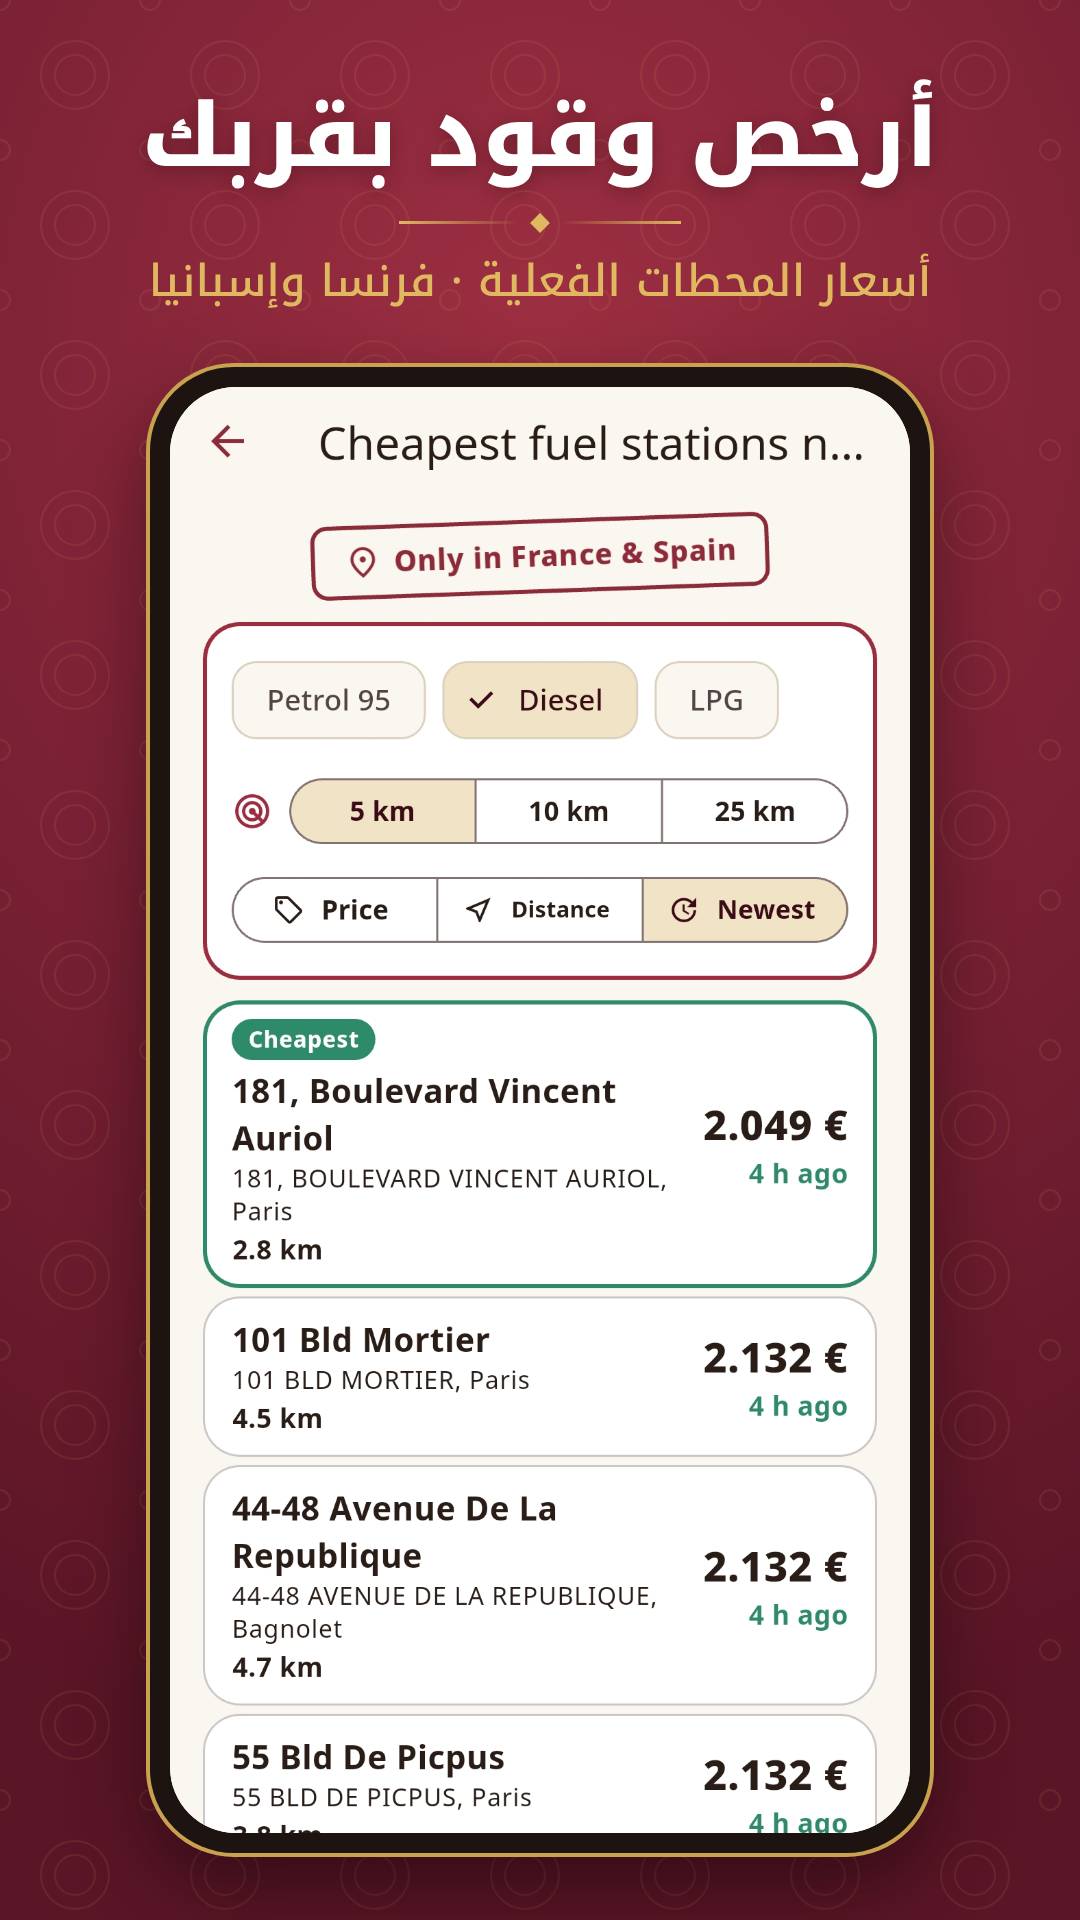 أرخص وقود بقربك
أسعار المحطات الفعلية · فرنسا وإسبانيا
Cheapest fuel stations n...
Only in France & Spain
Petrol 95
Diesel
LPG
5 km
10 km
25 km
Price
Distance
Newest
Cheapest
181, Boulevard Vincent
Auriol
181, BOULEVARD VINCENT AURIOL,
Paris
2.8 km
2.049 €
4 h ago
101 Bld Mortier
101 BLD MORTIER, Paris
4.5 km
2.132 €
4 h ago
44-48 Avenue De La
Republique
44-48 AVENUE DE LA REPUBLIQUE,
Bagnolet
4.7 km
2.132 €
4 h ago
55 Bld De Picpus
55 BLD DE PICPUS, Paris
2.132 €
4 h ago